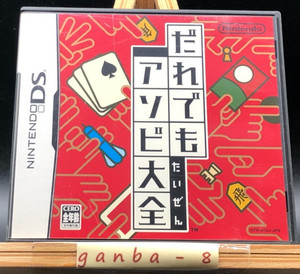 NINTENDO DS
Nintendo
だれでも
アソビ大全
たいぜん
TM
CERO
全年齢
ganba-8